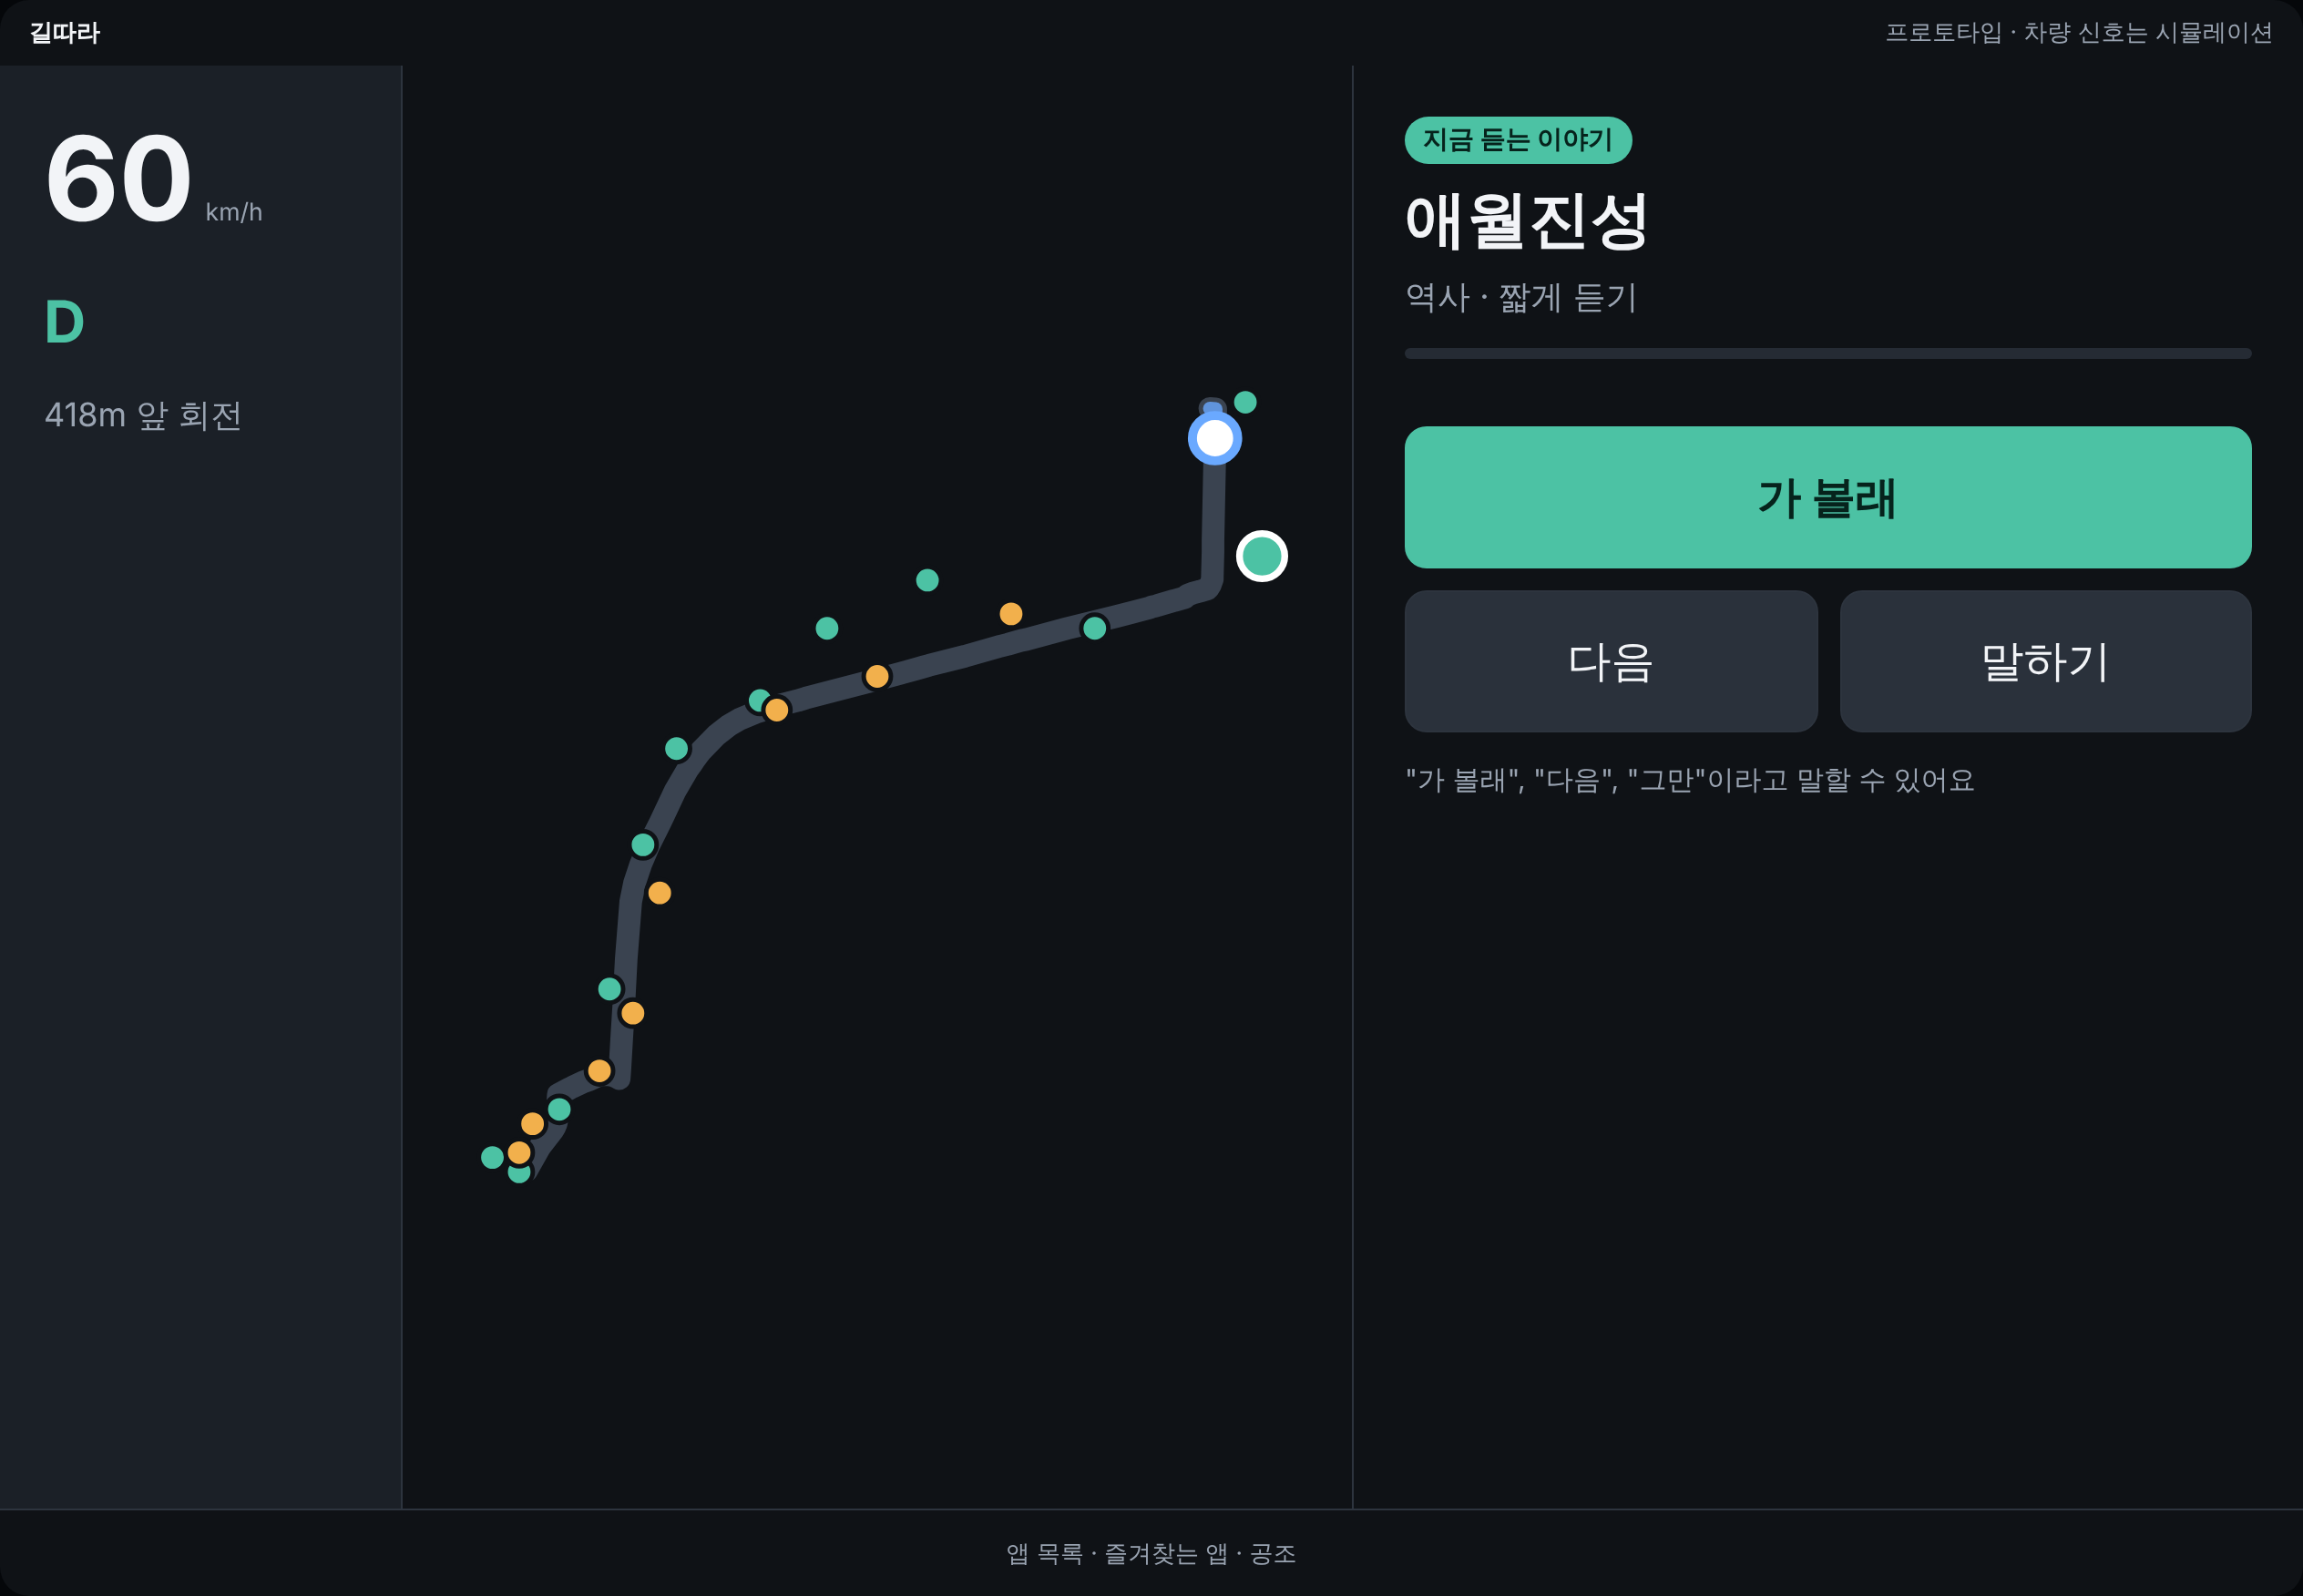 길따라
프로토타입 · 차량 신호는 시뮬레이션
60 km/h
D
418m 앞 회전
지금 듣는 이야기
애월진성
역사 · 짧게 듣기
가 볼래
다음
말하기
"가 볼래", "다음", "그만"이라고 말할 수 있어요
앱 목록 · 즐겨찾는 앱 · 공조